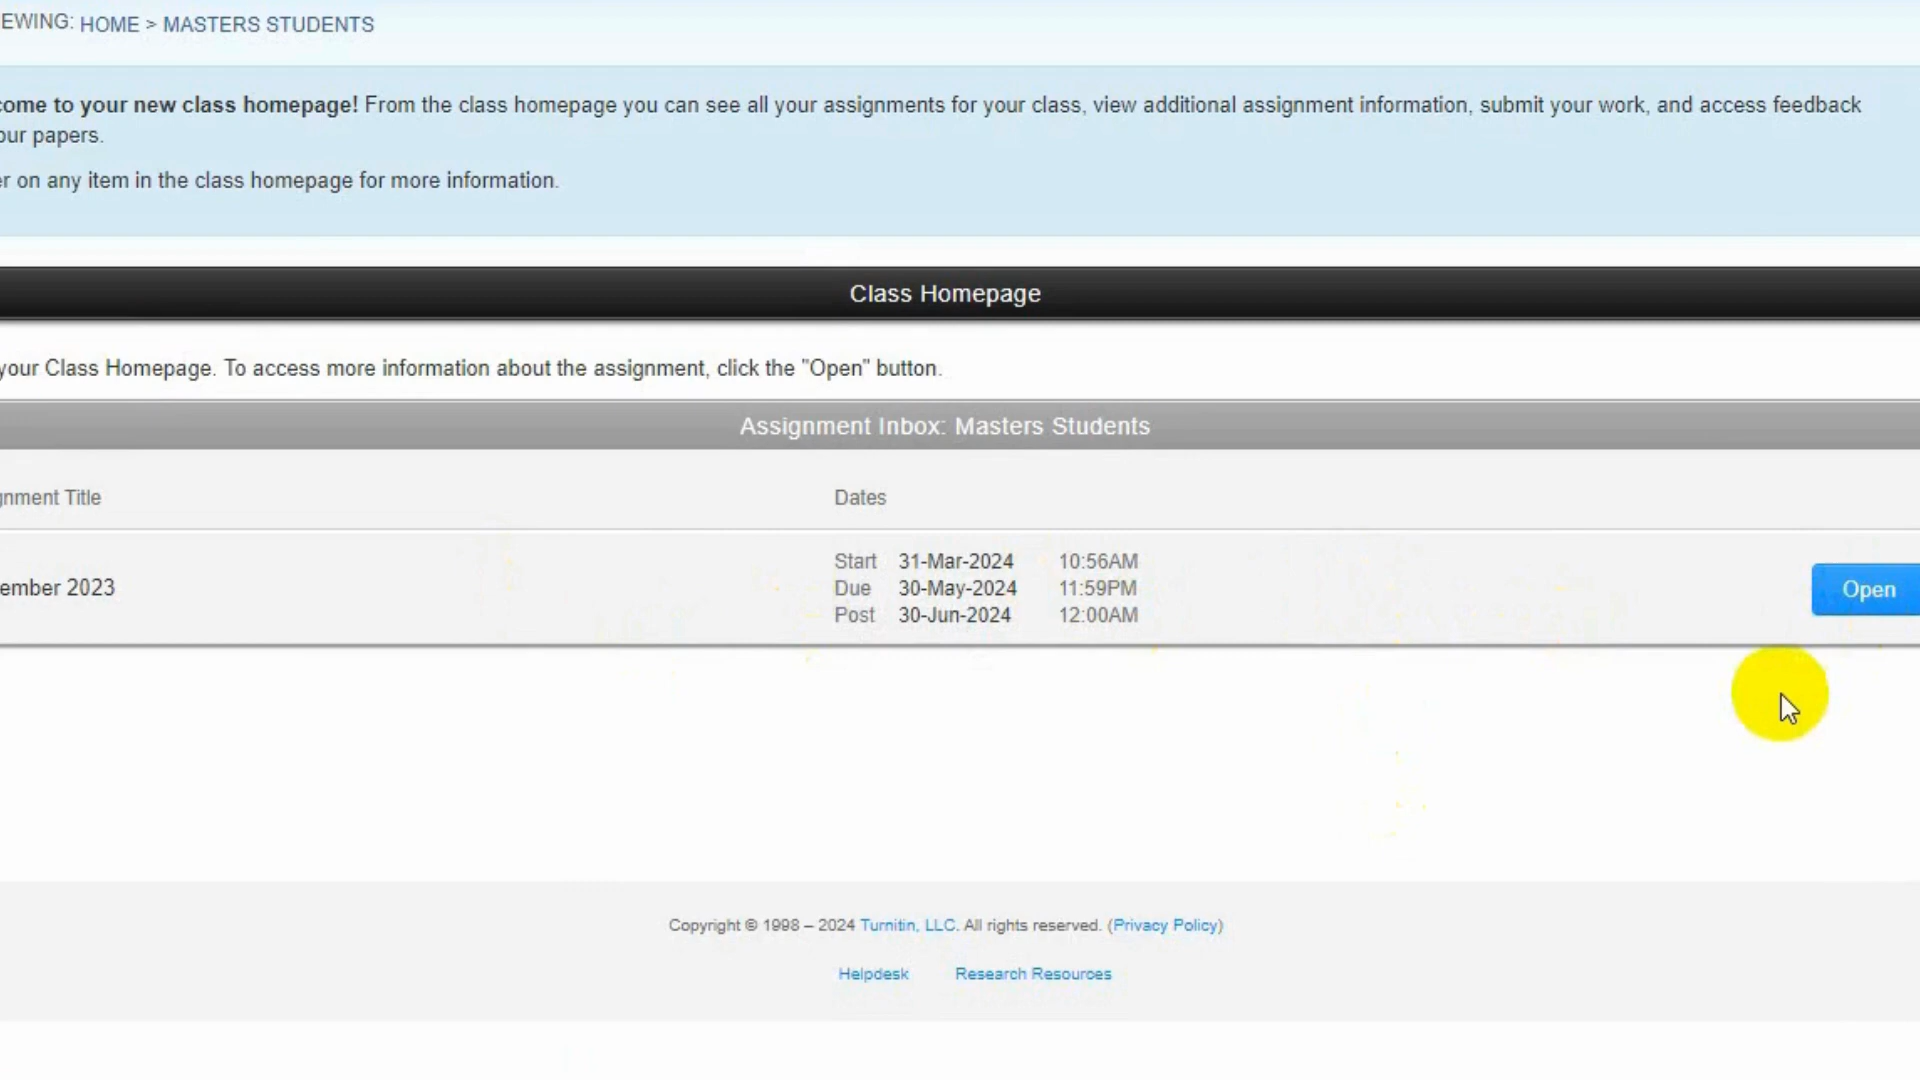 EWING: HOME > MASTERS STUDENTS
come to your new class homepage! From the class homepage you can see all your assignments for your class, view additional assignment information, submit your work, and access feedback
our papers.
er on any item in the class homepage for more information.
Class Homepage
your Class Homepage. To access more information about the assignment, click the "Open" button.
Assignment Inbox: Masters Students
gnment Title Dates
Start 31-Mar-2024 10:56AM
ember 2023 Due 30-May-2024 11:59PM Open
Post 30-Jun-2024 12:00AM
Copyright © 1998 – 2024 Turnitin, LLC. All rights reserved. (Privacy Policy)
Helpdesk Research Resources